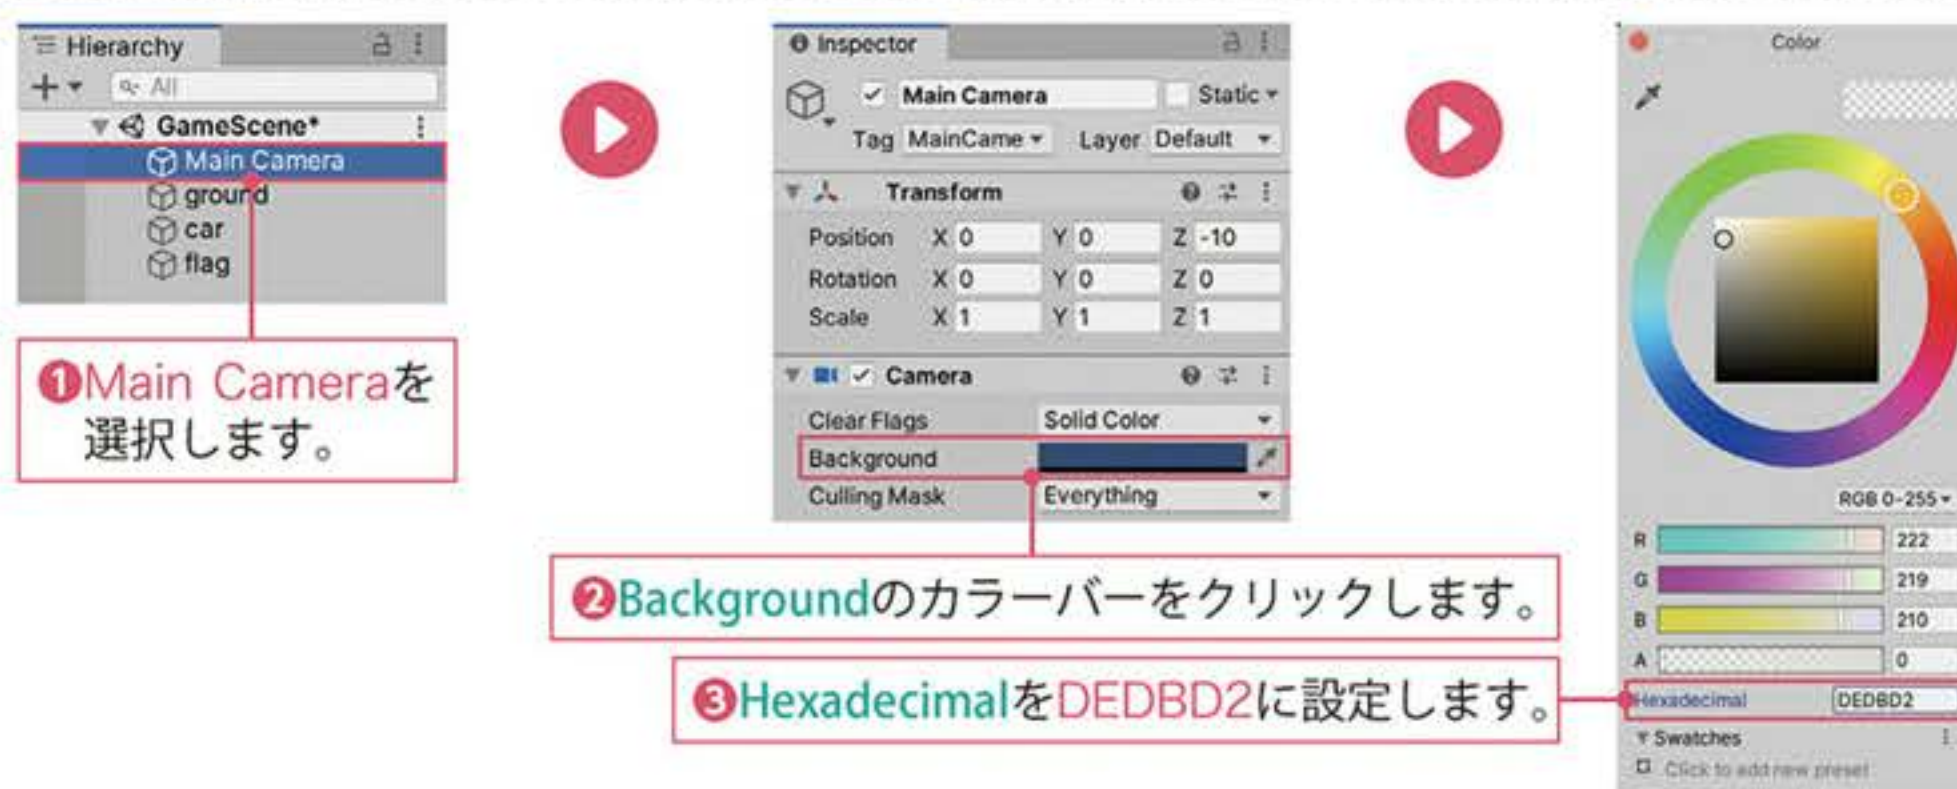 Hierarchy
All
GameScene*
Main Camera
ground
car
flag
❶Main Cameraを
選択します。
Inspector
Main Camera Static
Tag MainCame Layer Default
Transform
Position X 0 Y 0 Z -10
Rotation X 0 Y 0 Z 0
Scale X 1 Y 1 Z 1
Camera
Clear Flags Solid Color
Background
Culling Mask Everything
❷Backgroundのカラーバーをクリックします。
❸HexadecimalをDEDBD2に設定します。
Color
RGB 0-255
R 222
G 219
B 210
A 0
Hexadecimal DEDBD2
Swatches
Click to add new preset